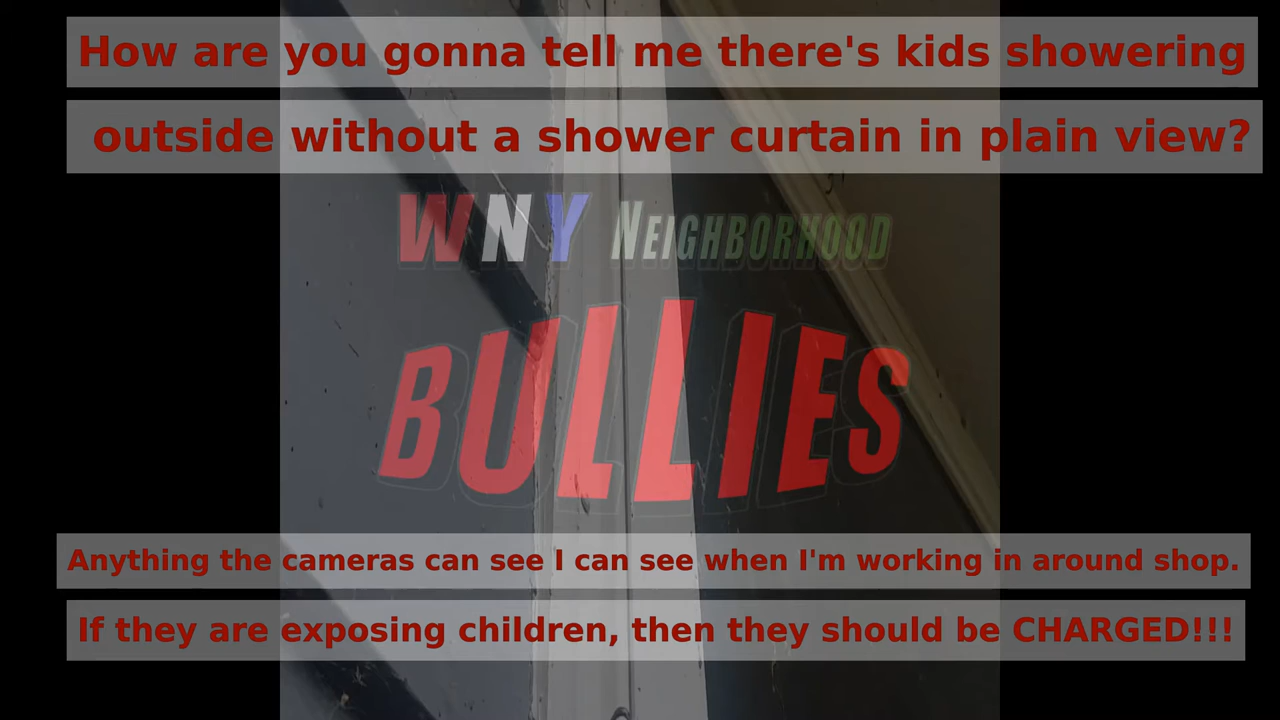 How are you gonna tell me there's kids showering
outside without a shower curtain in plain view?
WNY NEIGHBORHOOD
BULLIES
Anything the cameras can see I can see when I'm working in around shop.
If they are exposing children, then they should be CHARGED!!!